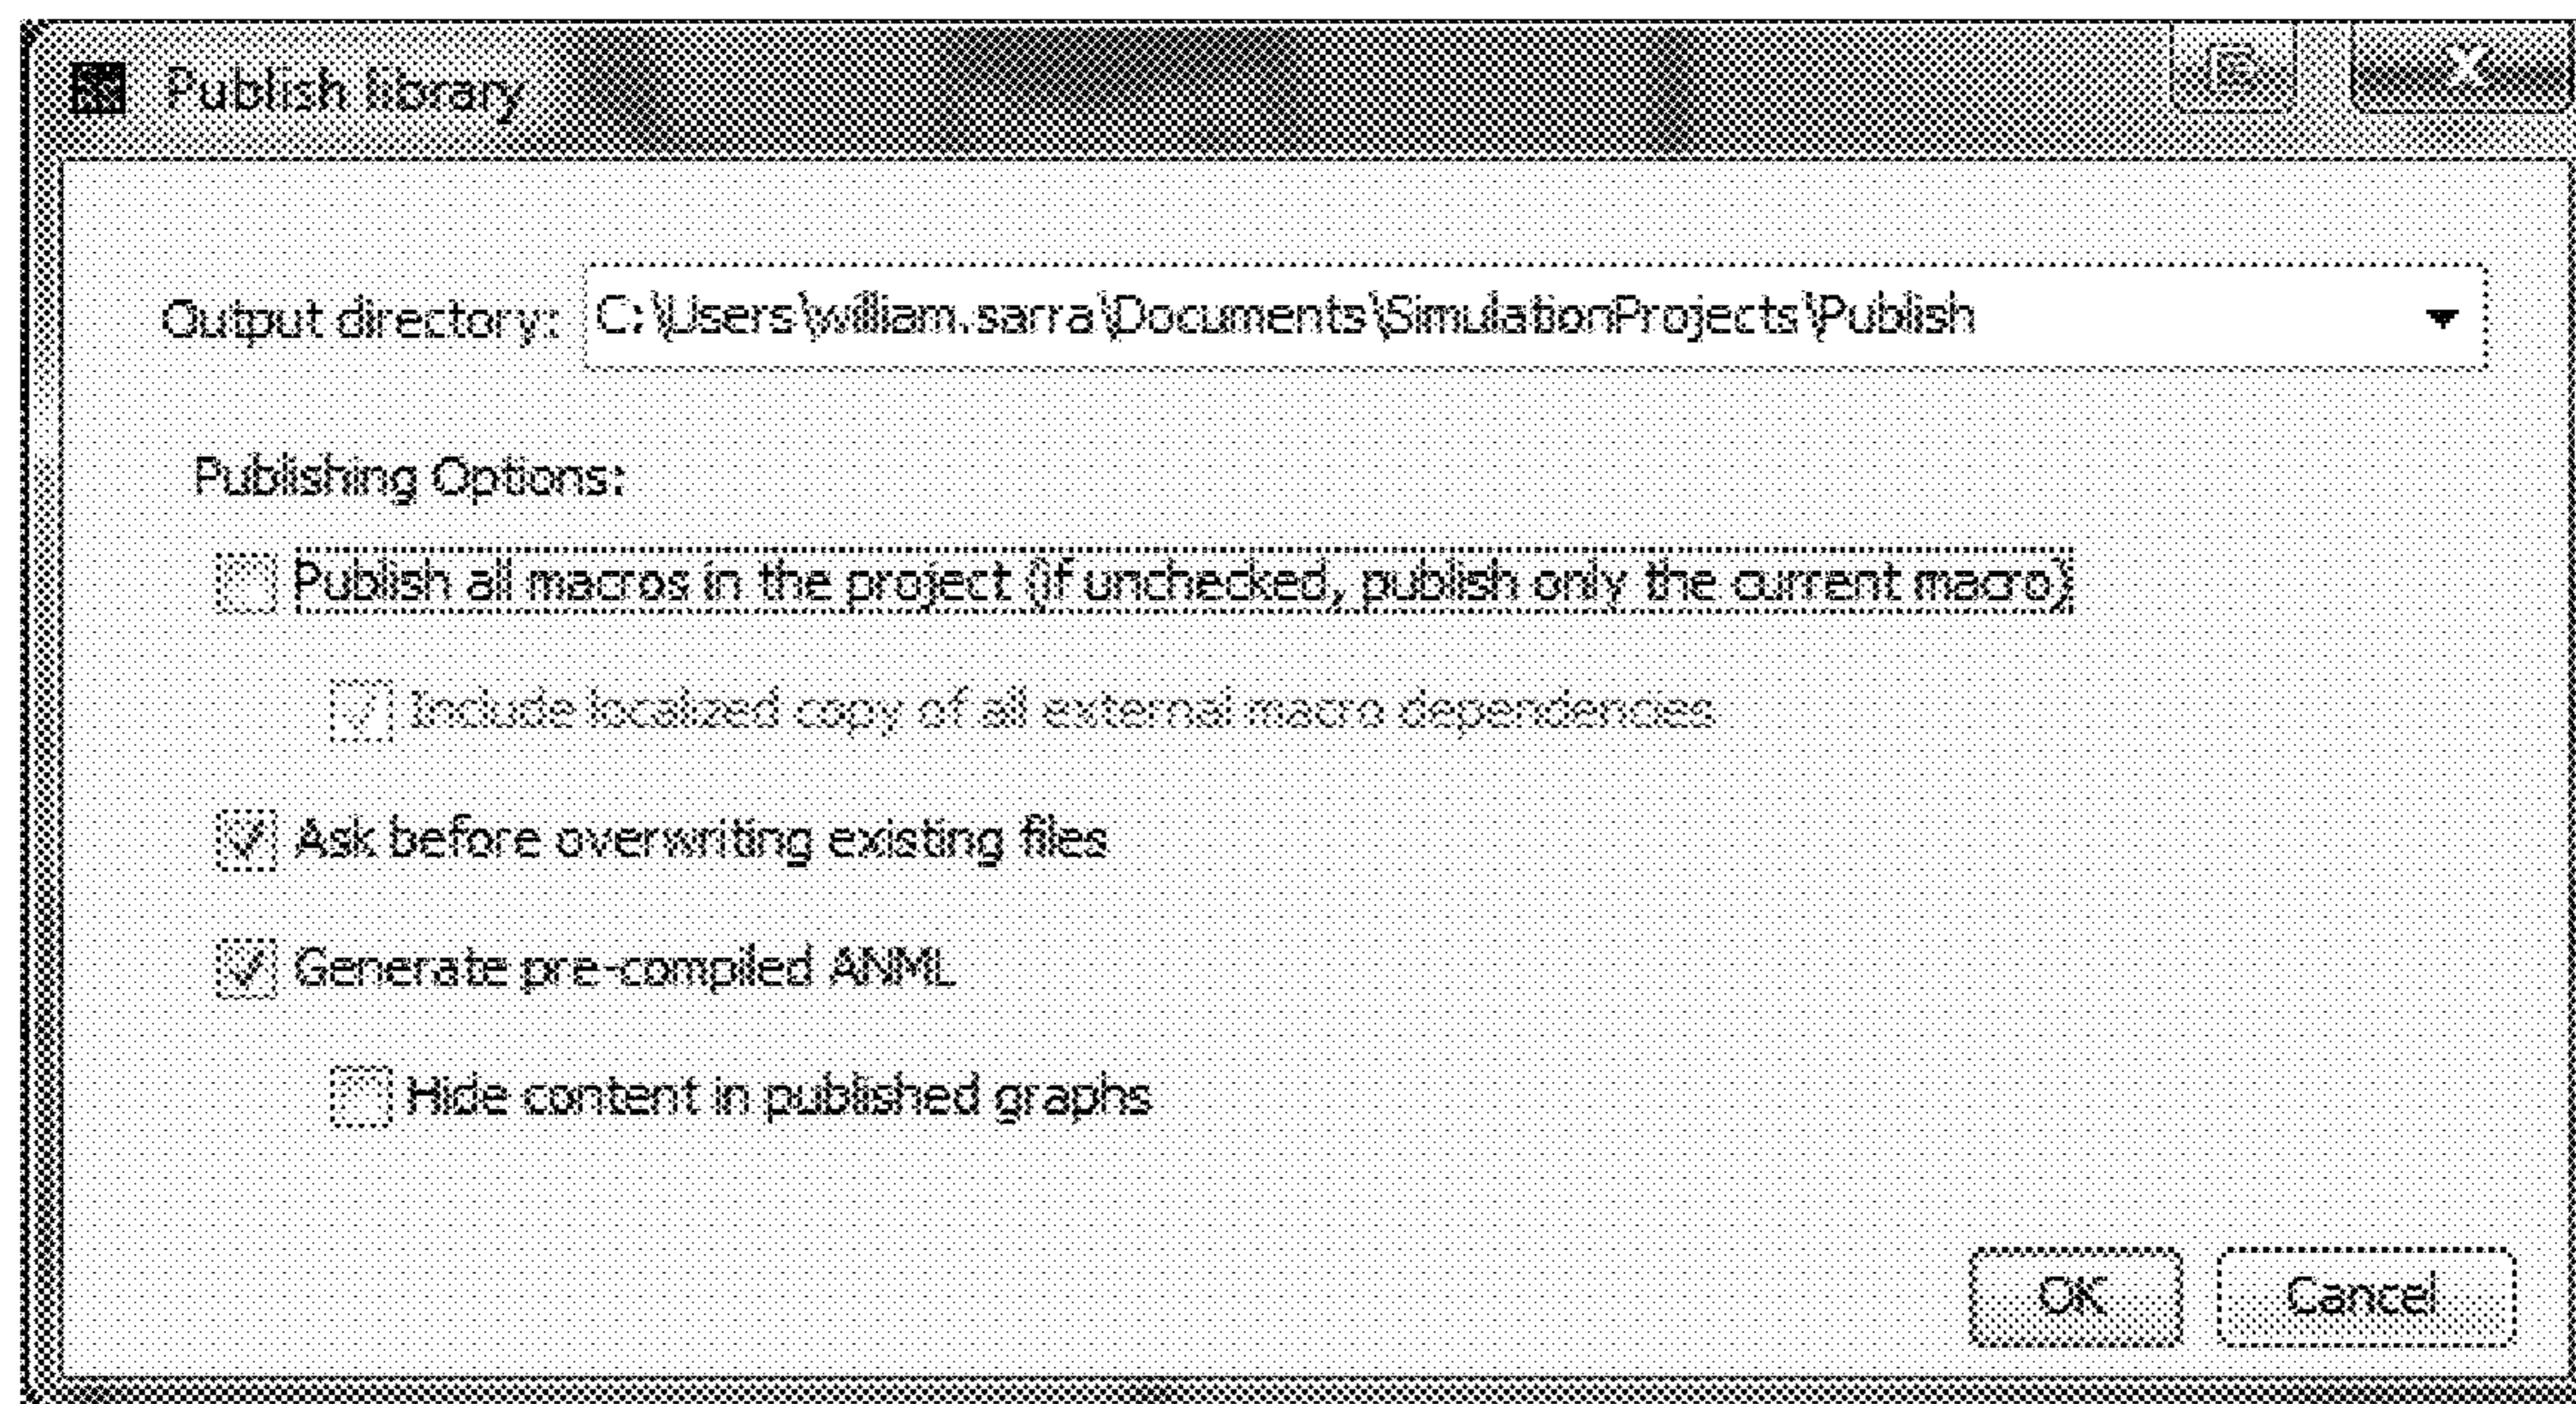 Publish library
Output directory: C:\Users\william.sarra\Documents\SimulationProjects\Publish
Publishing Options:
Publish all macros in the project (if unchecked, publish only the current macro)
Include localized copy of all external macro dependencies
Ask before overwriting existing files
Generate pre-compiled ANML
Hide content in published graphs
OK Cancel